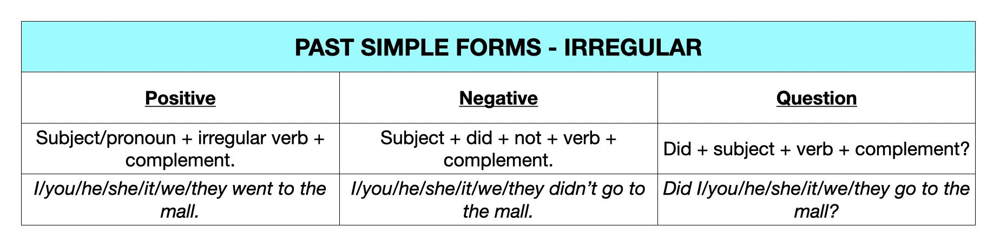 PAST SIMPLE FORMS - IRREGULAR
Positive
Negative
Question
Subject/pronoun + irregular verb +
complement.
Subject + did + not + verb +
complement.
Did + subject + verb + complement?
I/you/he/she/it/we/they went to the
mall.
I/you/he/she/it/we/they didn’t go to
the mall.
Did I/you/he/she/it/we/they go to the
mall?